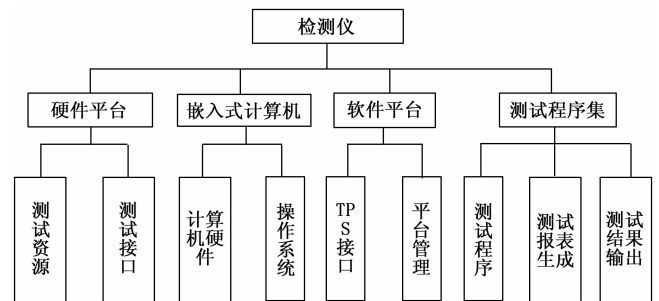 检测仪
硬件平台
嵌入式计算机
软件平台
测试程序集
测试资源
测试接口
计算
机硬
件
操作系统
TP
S
接口
平台管理
测试程序
测试
报表
生成
测试
结果
输出